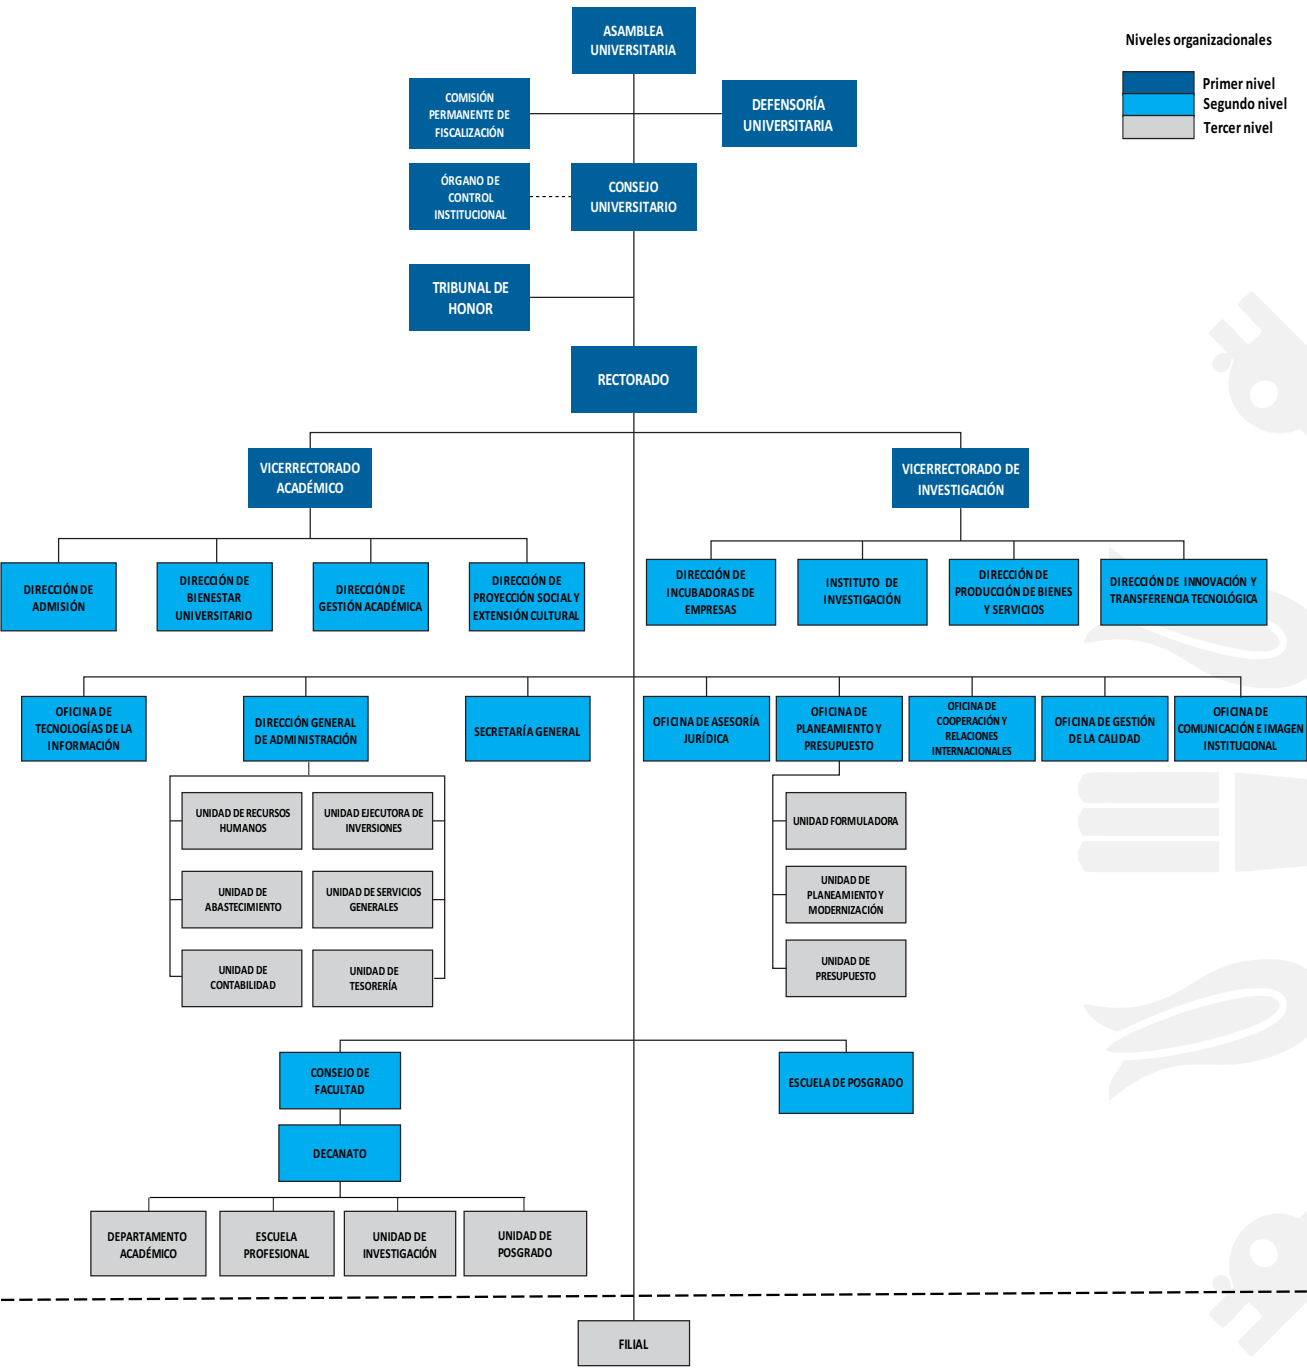 ASAMBLEA
UNIVERSITARIA
Niveles organizacionales
Primer nivel
Segundo nivel
Tercer nivel
COMISIÓN
PERMANENTE DE
FISCALIZACIÓN
DEFENSORÍA
UNIVERSITARIA
ÓRGANO DE
CONTROL
INSTITUCIONAL
CONSEJO
UNIVERSITARIO
TRIBUNAL DE
HONOR
RECTORADO
VICERRECTORADO
ACADÉMICO
VICERRECTORADO DE
INVESTIGACIÓN
DIRECCIÓN DE
ADMISIÓN
DIRECCIÓN DE
BIENESTAR
UNIVERSITARIO
DIRECCIÓN DE
GESTIÓN ACADÉMICA
DIRECCIÓN DE
PROYECCIÓN SOCIAL Y
EXTENSIÓN CULTURAL
DIRECCIÓN DE
INCUBADORAS DE
EMPRESAS
INSTITUTO DE
INVESTIGACIÓN
DIRECCIÓN DE
PRODUCCIÓN DE BIENES
Y SERVICIOS
DIRECCIÓN DE INNOVACIÓN Y
TRANSFERENCIA TECNOLÓGICA
OFICINA DE
TECNOLOGÍAS DE LA
INFORMACIÓN
DIRECCIÓN GENERAL
DE ADMINISTRACIÓN
SECRETARÍA GENERAL
OFICINA DE ASESORÍA
JURÍDICA
OFICINA DE
PLANEAMIENTO Y
PRESUPUESTO
OFICINA DE
COOPERACIÓN Y
RELACIONES
INTERNACIONALES
OFICINA DE GESTIÓN
DE LA CALIDAD
OFICINA DE
COMUNICACIÓN E IMAGEN
INSTITUCIONAL
UNIDAD DE RECURSOS
HUMANOS
UNIDAD EJECUTORA DE
INVERSIONES
UNIDAD FORMULADORA
UNIDAD DE
ABASTECIMIENTO
UNIDAD DE SERVICIOS
GENERALES
UNIDAD DE
PLANEAMIENTO Y
MODERNIZACIÓN
UNIDAD DE
CONTABILIDAD
UNIDAD DE
TESORERÍA
UNIDAD DE
PRESUPUESTO
CONSEJO DE
FACULTAD
ESCUELA DE POSGRADO
DECANATO
DEPARTAMENTO
ACADÉMICO
ESCUELA
PROFESIONAL
UNIDAD DE
INVESTIGACIÓN
UNIDAD DE
POSGRADO
FILIAL